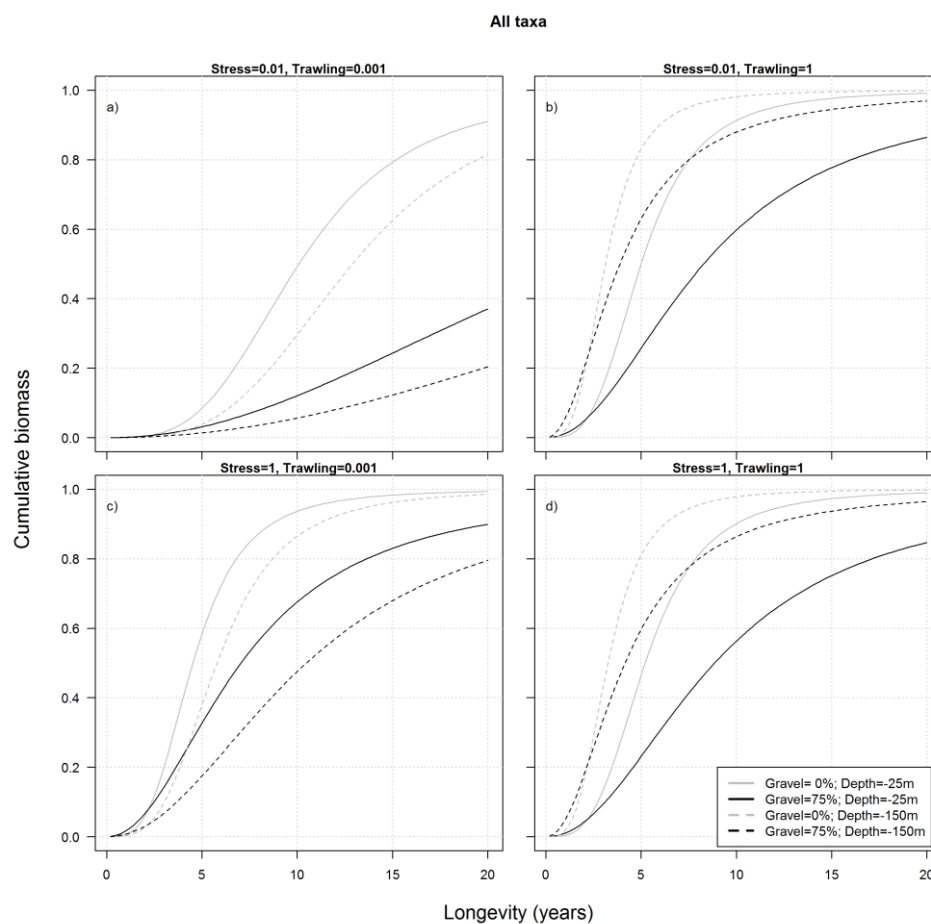 All taxa
Stress=0.01, Trawling=0.001
Stress=0.01, Trawling=1
a)
b)
1.0
0.8
0.6
0.4
0.2
0.0
Stress=1, Trawling=0.001
Stress=1, Trawling=1
c)
d)
1.0
0.8
0.6
0.4
0.2
0.0
Cumulative biomass
Gravel= 0%; Depth=-25m
Gravel=75%; Depth=-25m
Gravel=0%; Depth=-150m
Gravel=75%; Depth=-150m
0 5 10 15 20
0 5 10 15 20
Longevity (years)